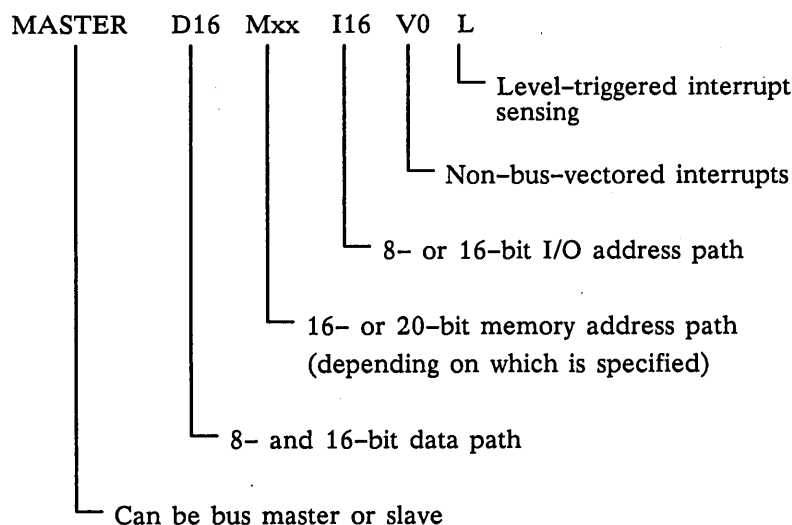 MASTER D16 Mxx I16 V0 L
Level-triggered interrupt
sensing
Non-bus-vectored interrupts
8- or 16-bit I/O address path
16- or 20-bit memory address path
(depending on which is specified)
8- and 16-bit data path
Can be bus master or slave